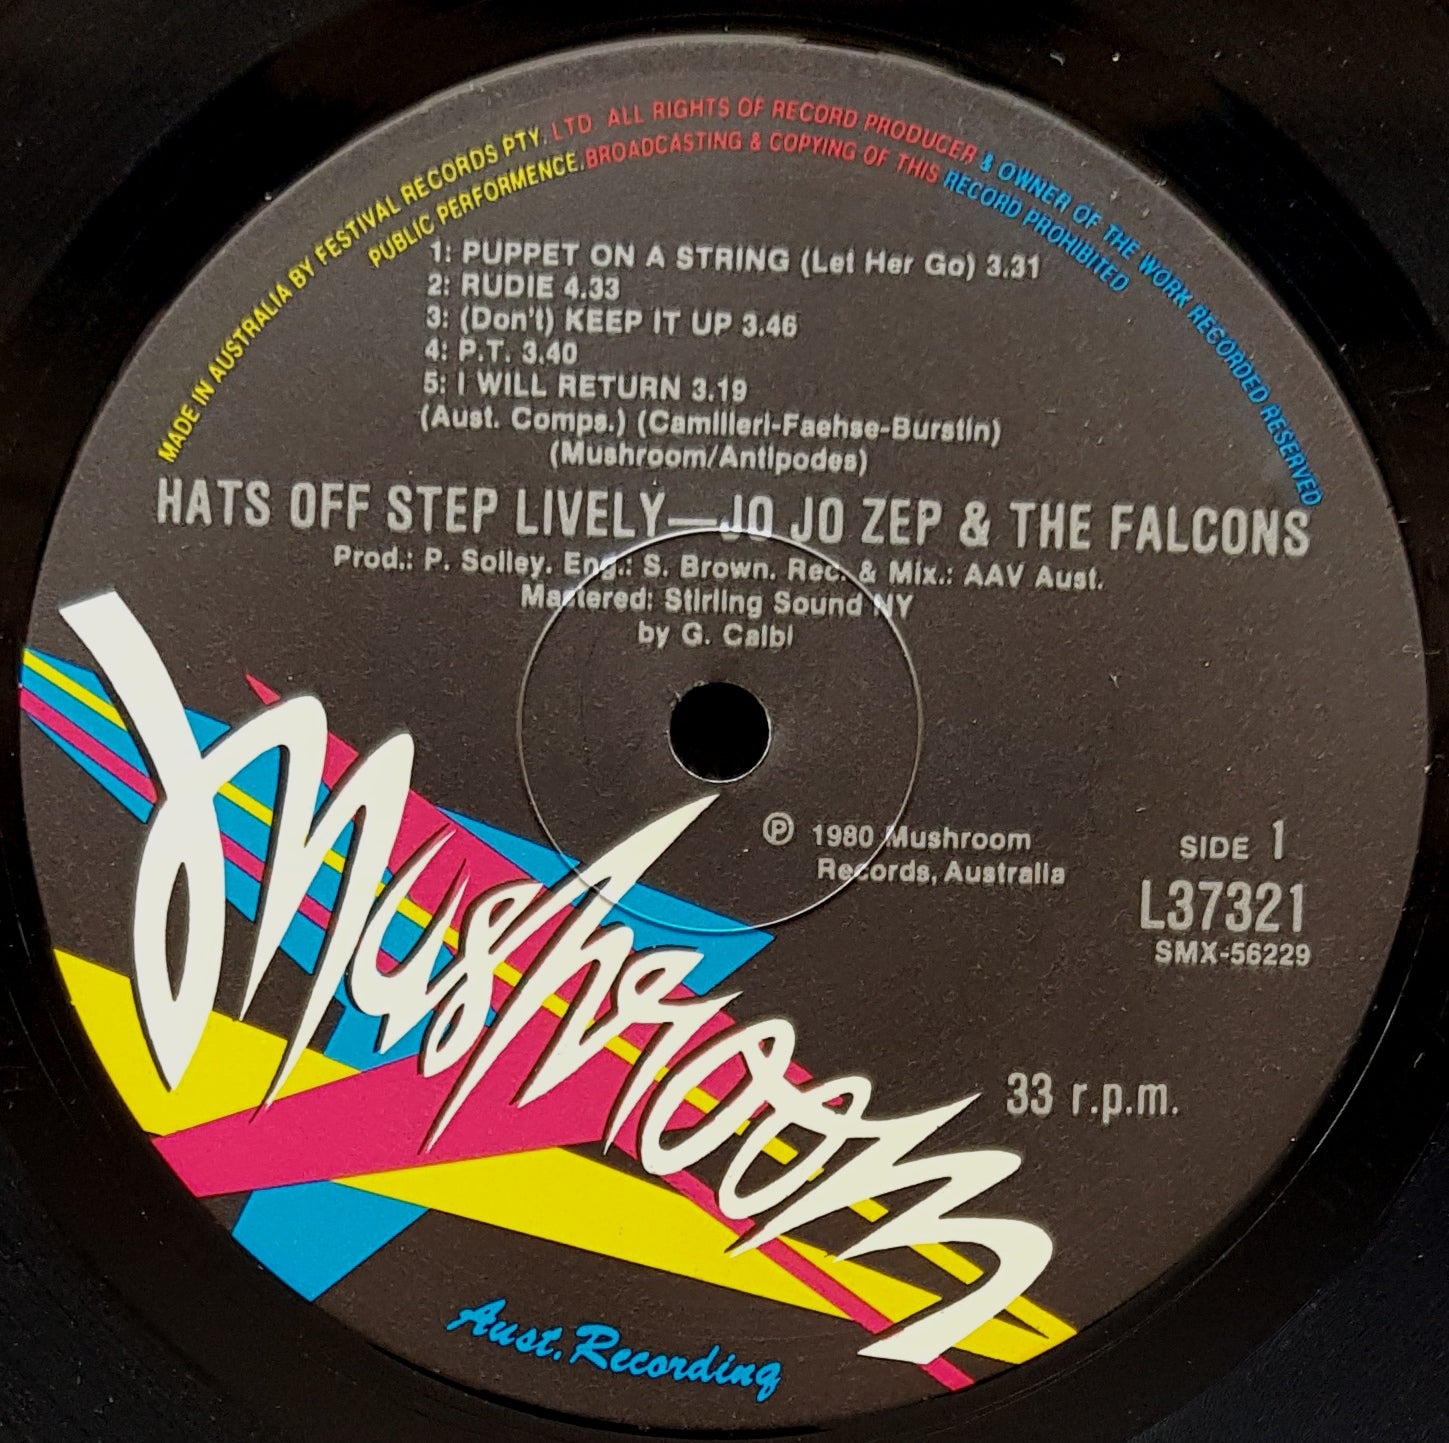 MADE IN AUSTRALIA BY FESTIVAL RECORDS PTY. LTD ALL RIGHTS OF RECORD PRODUCER & OWNER OF THE WORK RECORDED RESERVED
PUBLIC PERFORMENCE. BROADCASTING & COPYING OF THIS RECORD PROHIBITED
1: PUPPET ON A STRING (Let Her Go) 3.31
2: RUDIE 4.33
3: (Don't) KEEP IT UP 3.46
4: P.T. 3.40
5: I WILL RETURN 3.19
(Aust. Comps.) (Camilleri-Faehse-Burstin)
(Mushroom/Antipodes)
HATS OFF STEP LIVELY—JO JO ZEP & THE FALCONS
Prod.: P. Solley. Eng.: S. Brown. Rec. & Mix.: AAV Aust.
Mastered: Stirling Sound NY
by G. Calbi
℗ 1980 Mushroom
Records, Australia
SIDE 1
L37321
SMX-56229
33 r.p.m.
Mushroom
Aust. Recording